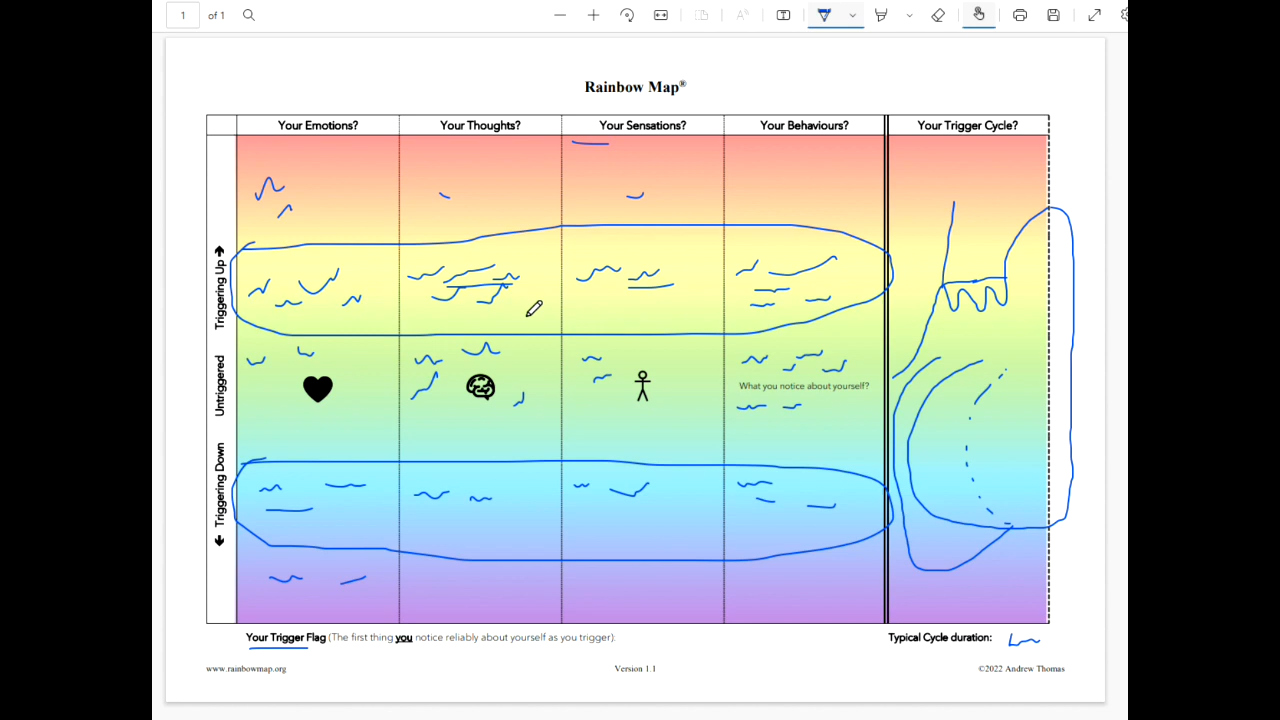 1 of 1
Rainbow Map®
Your Emotions? Your Thoughts? Your Sensations? Your Behaviours? Your Trigger Cycle?
Triggering Up →
Untriggered
What you notice about yourself?
← Triggering Down
Your Trigger Flag (The first thing you notice reliably about yourself as you trigger): Typical Cycle duration:
www.rainbowmap.org Version 1.1 ©2022 Andrew Thomas